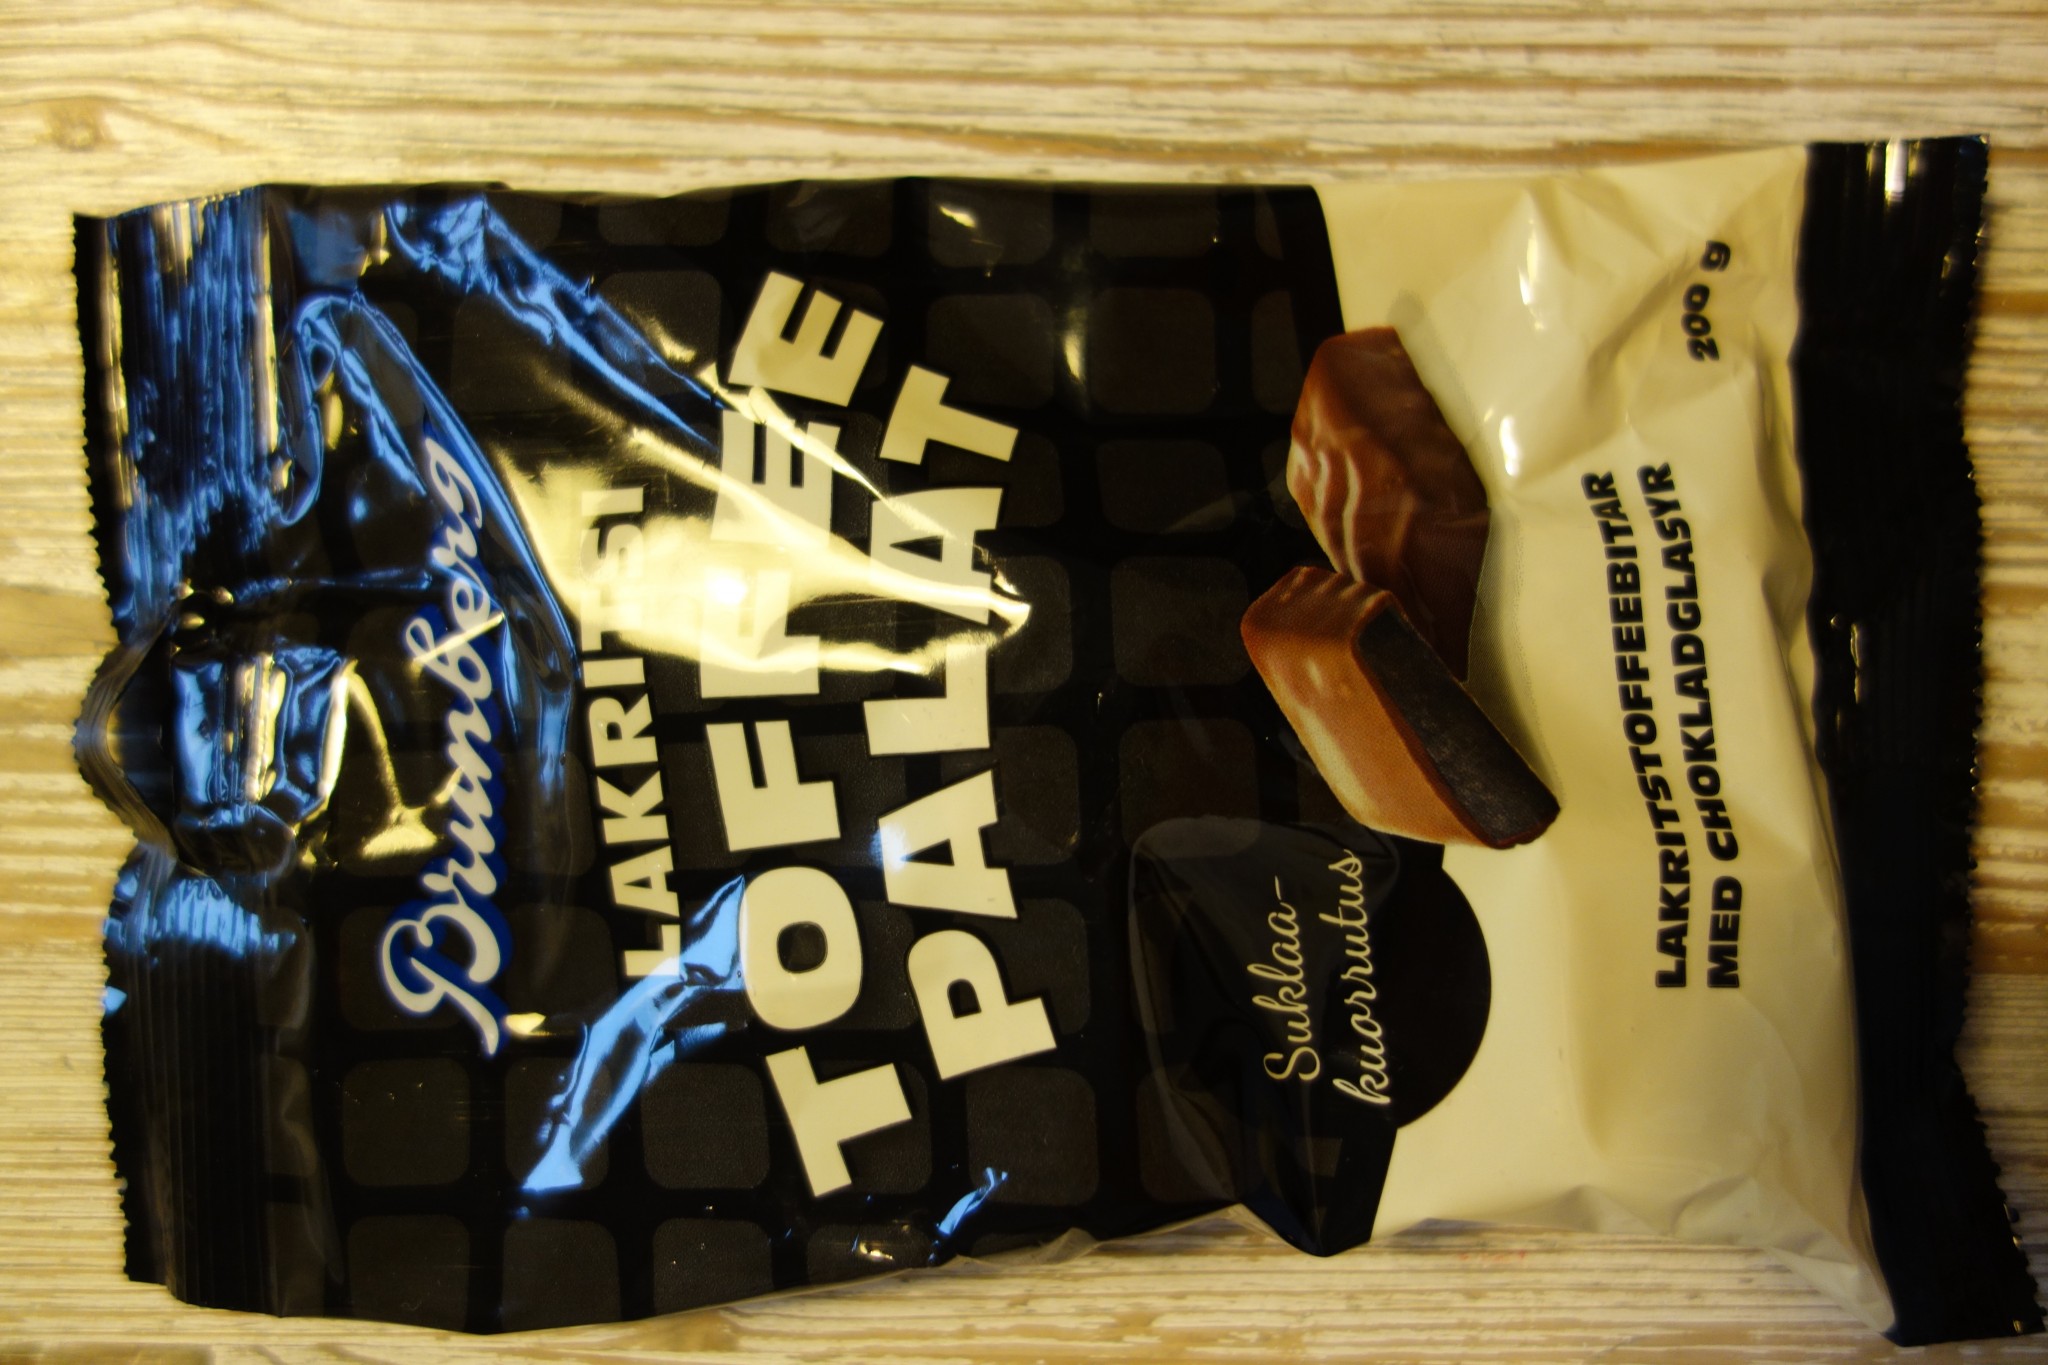 Brunberg
LAKRITSI
TOFFEE
PALAT
Suklaa-
kuorrutus
LAKRITSTOFFEEBITAR
MED CHOKLADGLASYR
200 g